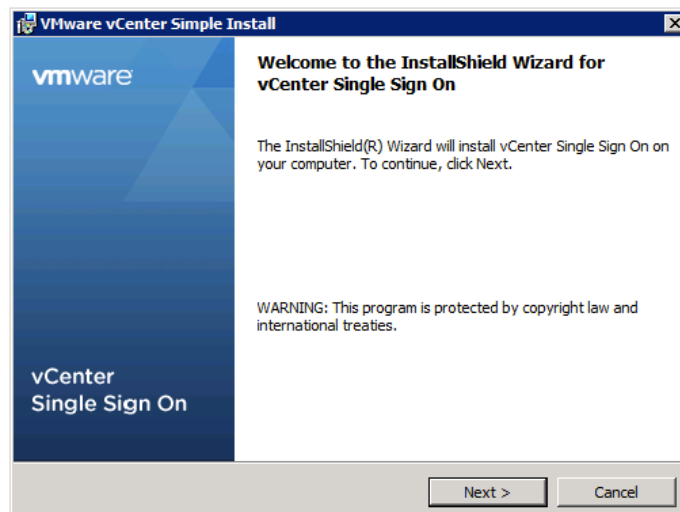 VMware vCenter Simple Install
vmware
Welcome to the InstallShield Wizard for
vCenter Single Sign On
The InstallShield(R) Wizard will install vCenter Single Sign On on
your computer. To continue, click Next.
WARNING: This program is protected by copyright law and
international treaties.
vCenter
Single Sign On
Next >
Cancel